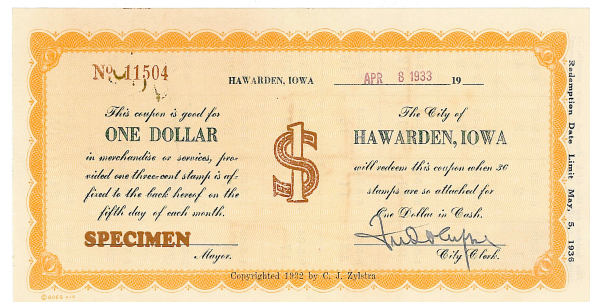 No 11504
HAWARDEN, IOWA APR 8 1933 19
This coupon is good for
ONE DOLLAR
in merchandise or services, pro-
vided one three-cent stamp is af-
fixed to the back hereof on the
fifth day of each month.
SPECIMEN
Mayor.
$1
The City of
HAWARDEN, IOWA
will redeem this coupon when 36
stamps are so attached for
One Dollar in Cash.
City Clerk.
Copyrighted 1932 by C. J. Zylstra
Redemption Date Limit May, 5, 1936
© GOES